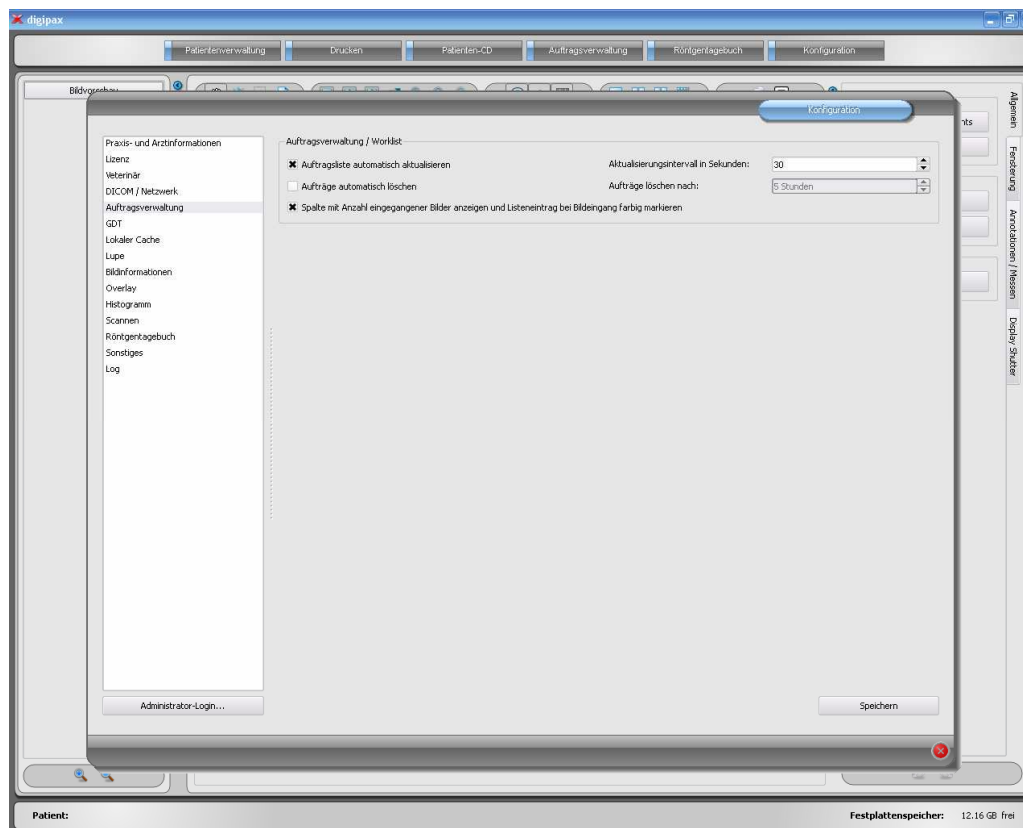 digipax
Patientenverwaltung
Drucken
Patienten-CD
Auftragsverwaltung
Röntgentagebuch
Konfiguration
Bildvorschau
Konfiguration
nts
Allgemein
Fensterung
Annotationen / Messen
Display Shutter
Praxis- und Arztinformationen
Lizenz
Veterinär
DICOM / Netzwerk
Auftragsverwaltung
GDT
Lokaler Cache
Lupe
Bildinformationen
Overlay
Histogramm
Scannen
Röntgentagebuch
Sonstiges
Log
Auftragsverwaltung / Worklist
Auftragsliste automatisch aktualisieren
Aktualisierungsintervall in Sekunden: 30
Aufträge automatisch löschen
Aufträge löschen nach: 5 Stunden
Spalte mit Anzahl eingegangener Bilder anzeigen und Listeneintrag bei Bildeingang farbig markieren
Administrator-Login...
Speichern
Patient:
Festplattenspeicher: 12.16 GB frei